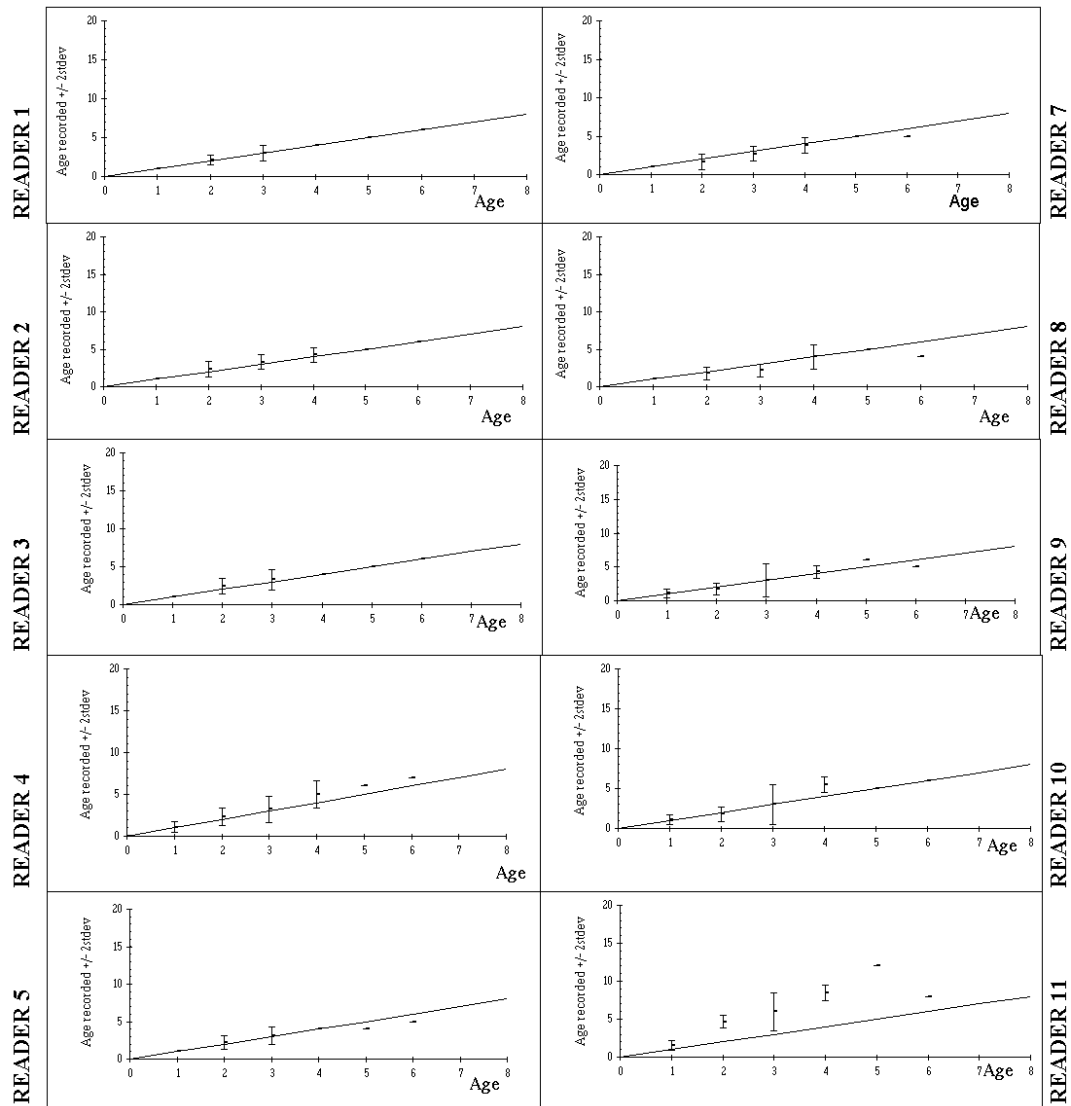 READER 1
Age recorded +/- 2stdev
20
15
10
5
0
0 1 2 3 4 5 6 7 8
Age
READER 7
Age recorded +/- 2stdev
20
15
10
5
0
0 1 2 3 4 5 6 7 8
Age
READER 2
Age recorded +/- 2stdev
20
15
10
5
0
0 1 2 3 4 5 6 7 8
Age
READER 8
Age recorded +/- 2stdev
20
15
10
5
0
0 1 2 3 4 5 6 7 8
Age
READER 3
Age recorded +/- 2stdev
20
15
10
5
0
0 1 2 3 4 5 6 7 8
Age
READER 9
Age recorded +/- 2stdev
20
15
10
5
0
0 1 2 3 4 5 6 7 8
Age
READER 4
Age recorded +/- 2stdev
20
15
10
5
0
0 1 2 3 4 5 6 7 8
Age
READER 10
Age recorded +/- 2stdev
20
15
10
5
0
0 1 2 3 4 5 6 7 8
Age
READER 5
Age recorded +/- 2stdev
20
15
10
5
0
0 1 2 3 4 5 6 7 8
Age
READER 11
Age recorded +/- 2stdev
20
15
10
5
0
0 1 2 3 4 5 6 7 8
Age